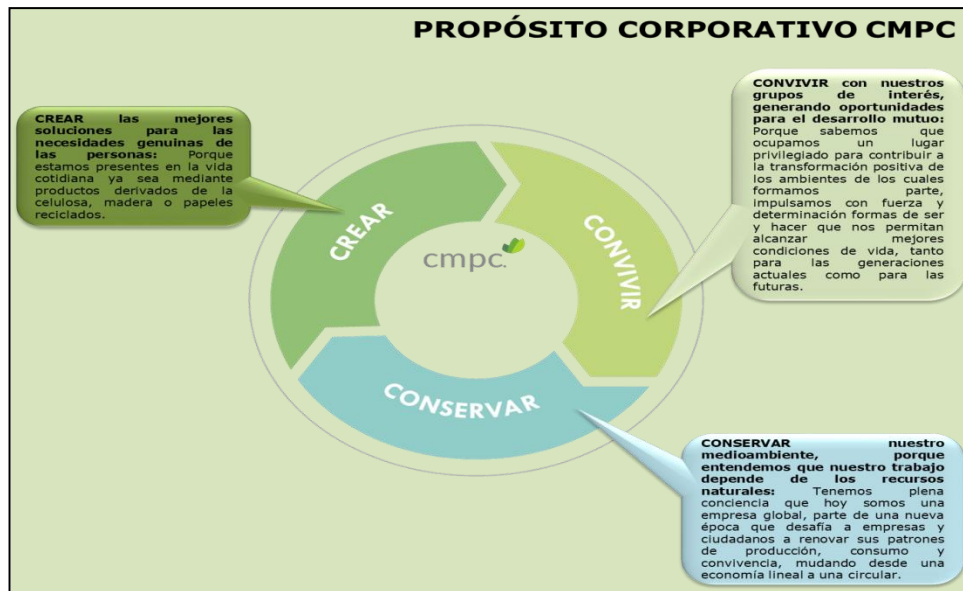 PROPÓSITO CORPORATIVO CMPC
CREAR las mejores
soluciones para las
necesidades genuinas de
las personas: Porque
estamos presentes en la vida
cotidiana ya sea mediante
productos derivados de la
celulosa, madera o papeles
reciclados.
CONVIVIR con nuestros
grupos de interés,
generando oportunidades
para el desarrollo mutuo:
Porque sabemos que
ocupamos un lugar
privilegiado para contribuir a
la transformación positiva de
los ambientes de los cuales
formamos parte,
impulsamos con fuerza y
determinación formas de ser
y hacer que nos permitan
alcanzar mejores
condiciones de vida, tanto
para las generaciones
actuales como para las
futuras.
CREAR
CONVIVIR
cmpc.
CONSERVAR
CONSERVAR nuestro
medioambiente, porque
entendemos que nuestro trabajo
depende de los recursos
naturales: Tenemos plena
conciencia que hoy somos una
empresa global, parte de una nueva
época que desafía a empresas y
ciudadanos a renovar sus patrones
de producción, consumo y
convivencia, mudando desde una
economía lineal a una circular.